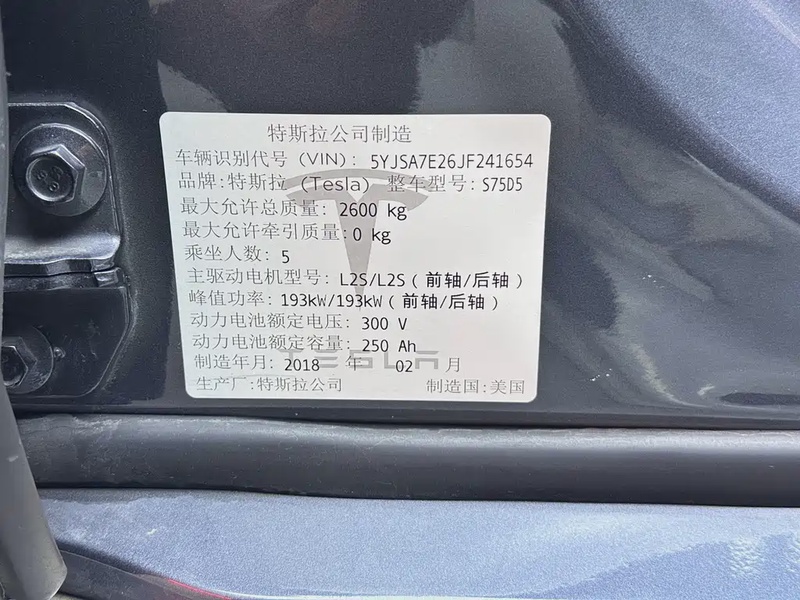 特斯拉公司制造
车辆识别代号（VIN）：5YJSA7E26JF241654
品牌：特斯拉（Tesla）整车型号：S75D5
最大允许总质量：2600 kg
最大允许牵引质量：0 kg
乘坐人数：5
主驱动电机型号：L2S/L2S（前轴/后轴）
峰值功率：193kW/193kW（前轴/后轴）
动力电池额定电压：300 V
动力电池额定容量：250 Ah
TESLA
制造年月：2018 年 02 月
生产厂：特斯拉公司 制造国：美国